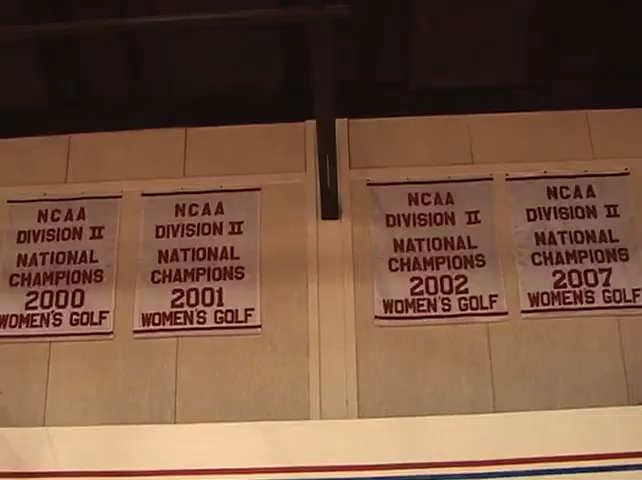 NCAA
DIVISION II
NATIONAL
CHAMPIONS
2000
WOMEN'S GOLF
NCAA
DIVISION II
NATIONAL
CHAMPIONS
2001
WOMEN'S GOLF
NCAA
DIVISION II
NATIONAL
CHAMPIONS
2002
WOMEN'S GOLF
NCAA
DIVISION II
NATIONAL
CHAMPIONS
2007
WOMEN'S GOLF